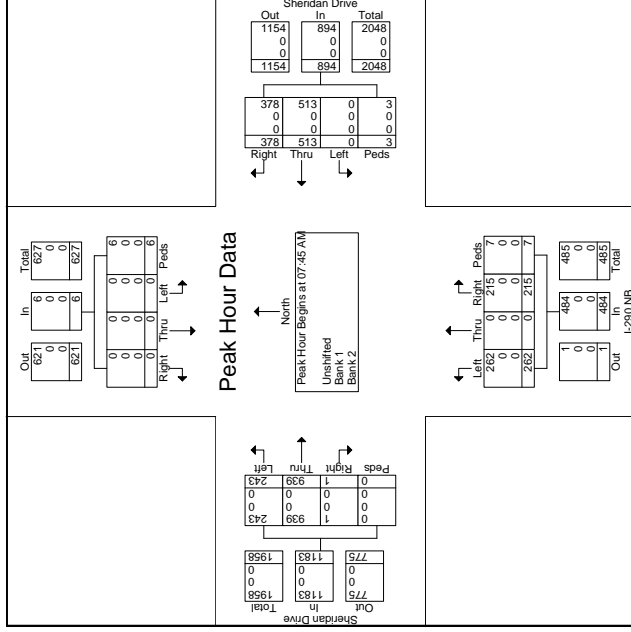 Sheridan Drive
Out In Total
1154 894 2048
0 0 0
0 0 0
1154 894 2048
378 513 0 3
0 0 0 0
0 0 0 0
378 513 0 3
Right Thru Left Peds
Out In Total
621 6 627
0 0 0
0 0 0
621 6 627
0 0 0 6
0 0 0 0
0 0 0 0
0 0 0 6
Right Thru Left Peds
Peak Hour Data
North
Peak Hour Begins at 07:45 AM
Unshifted
Bank 1
Bank 2
Left Thru Right Peds
262 0 215 7
0 0 0 0
0 0 0 0
262 0 215 7
1 484 485
0 0 0
0 0 0
1 484 485
Out In Total
I-290 NB
Left Thru Right Peds
243 939 1 0
0 0 0 0
0 0 0 0
243 939 1 0
1958 1183 775
0 0 0
0 0 0
1958 1183 775
Total In Out
Sheridan Drive